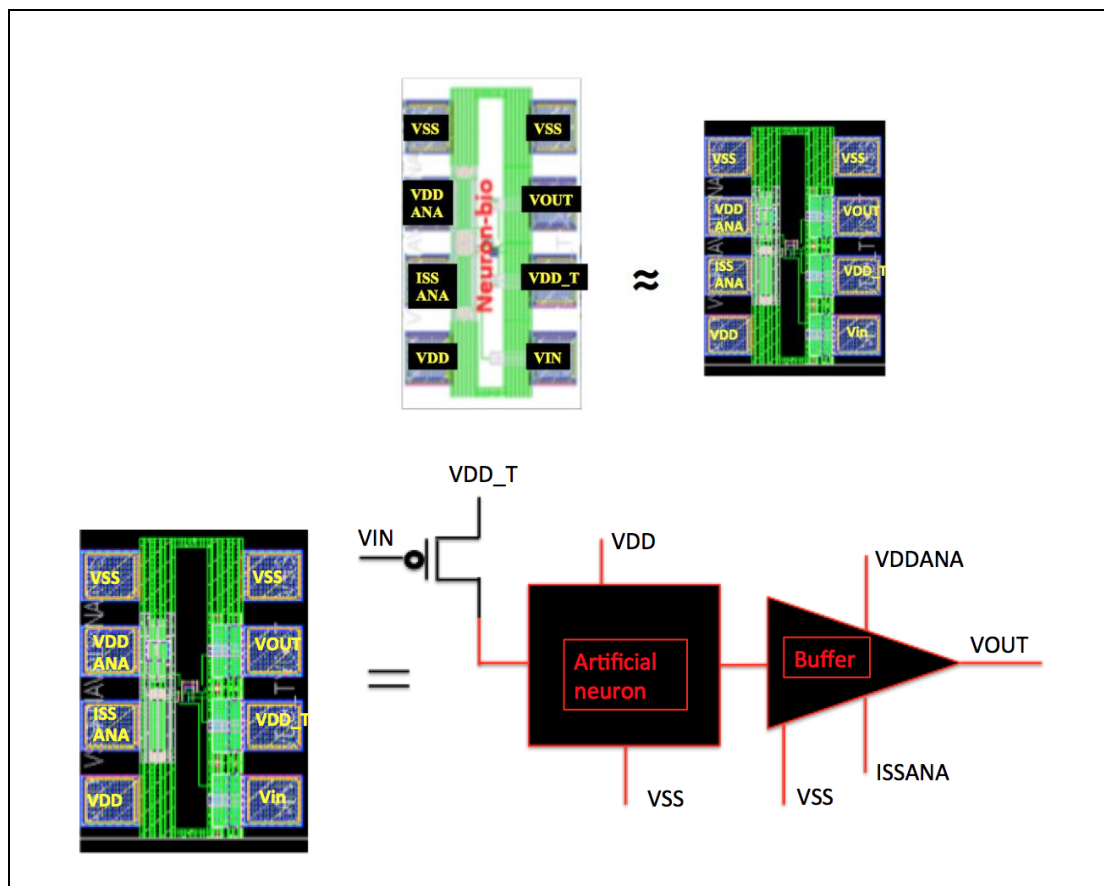 VSS
VSS
VDD
ANA
VOUT
Neuron-bio
ISS
ANA
VDD_T
VDD
VIN
≈
VSS
VSS
VDD
ANA
VOUT
ISS
ANA
VDD_T
VDD
Vin
VSS
VSS
VDD
ANA
VOUT
ISS
ANA
VDD_T
VDD
Vin
=
VDD_T
VIN
VDD
VDDANA
Artificial
neuron
Buffer
VOUT
VSS
VSS
ISSANA